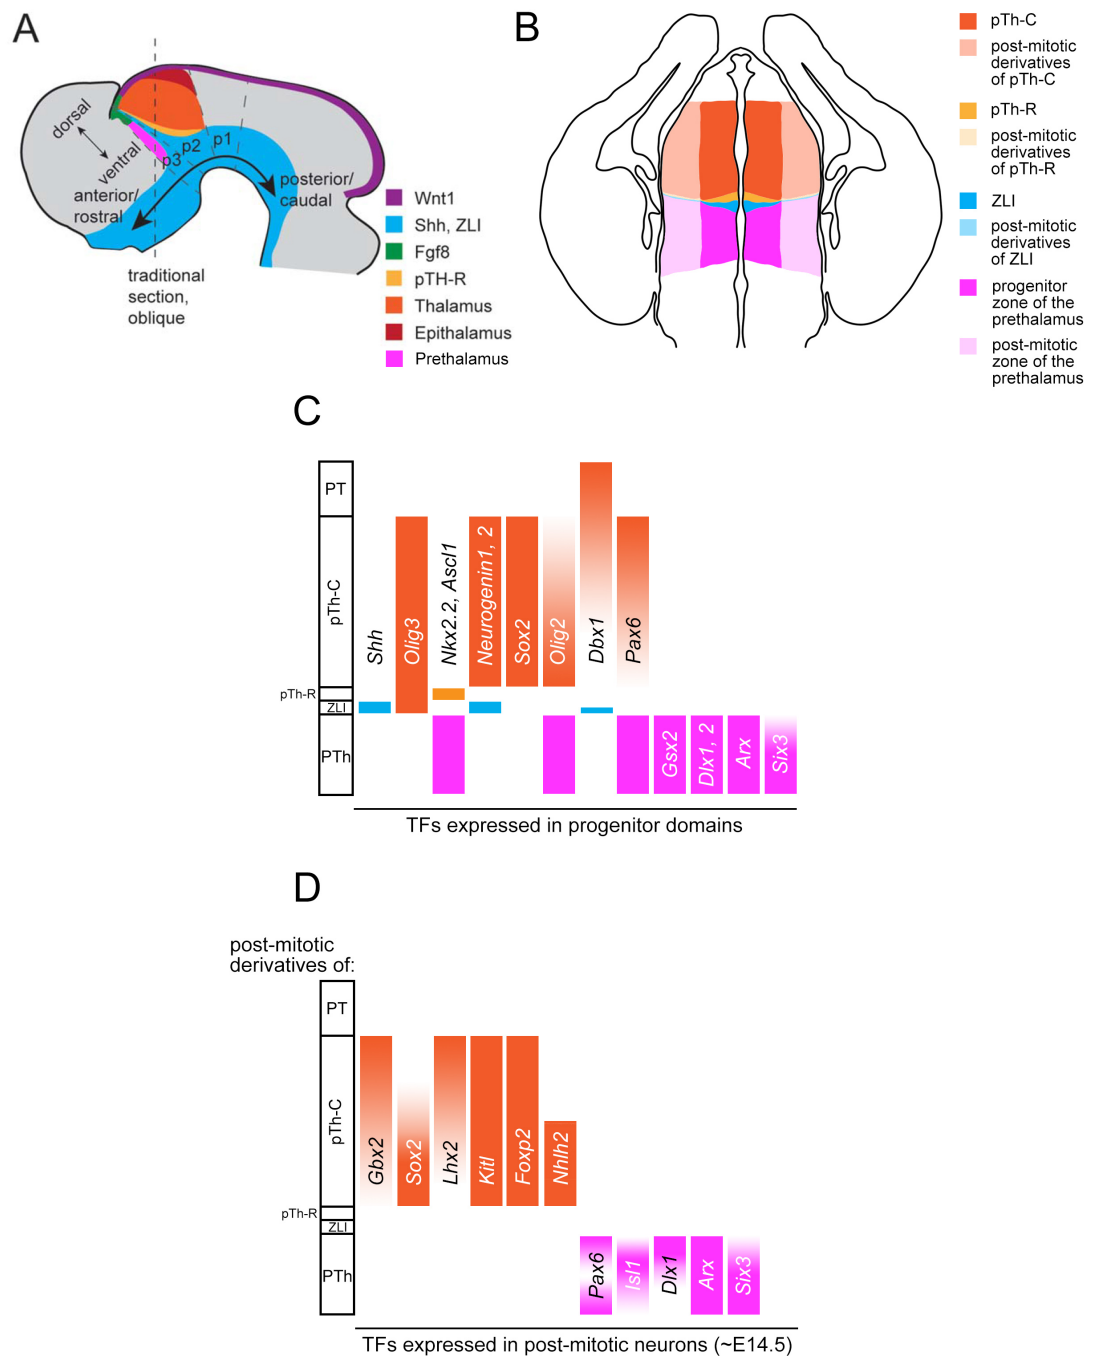 A
dorsal
ventral
anterior/
rostral
p3
p2
p1
posterior/
caudal
traditional
section,
oblique
Wnt1
Shh, ZLI
Fgf8
pTH-R
Thalamus
Epithalamus
Prethalamus
B
pTh-C
post-mitotic
derivatives
of pTh-C
pTh-R
post-mitotic
derivatives
of pTh-R
ZLI
post-mitotic
derivatives
of ZLI
progenitor
zone of the
prethalamus
post-mitotic
zone of the
prethalamus
C
PT
pTh-C
pTh-R
ZLI
PTh
Shh
Olig3
Nkx2.2, Ascl1
Neurogenin1, 2
Sox2
Olig2
Dbx1
Pax6
Gsx2
Dlx1, 2
Arx
Six3
TFs expressed in progenitor domains
D
post-mitotic
derivatives of:
PT
pTh-C
pTh-R
ZLI
PTh
Gbx2
Sox2
Lhx2
Kitl
Foxp2
Nhlh2
Pax6
Isl1
Dlx1
Arx
Six3
TFs expressed in post-mitotic neurons (~E14.5)